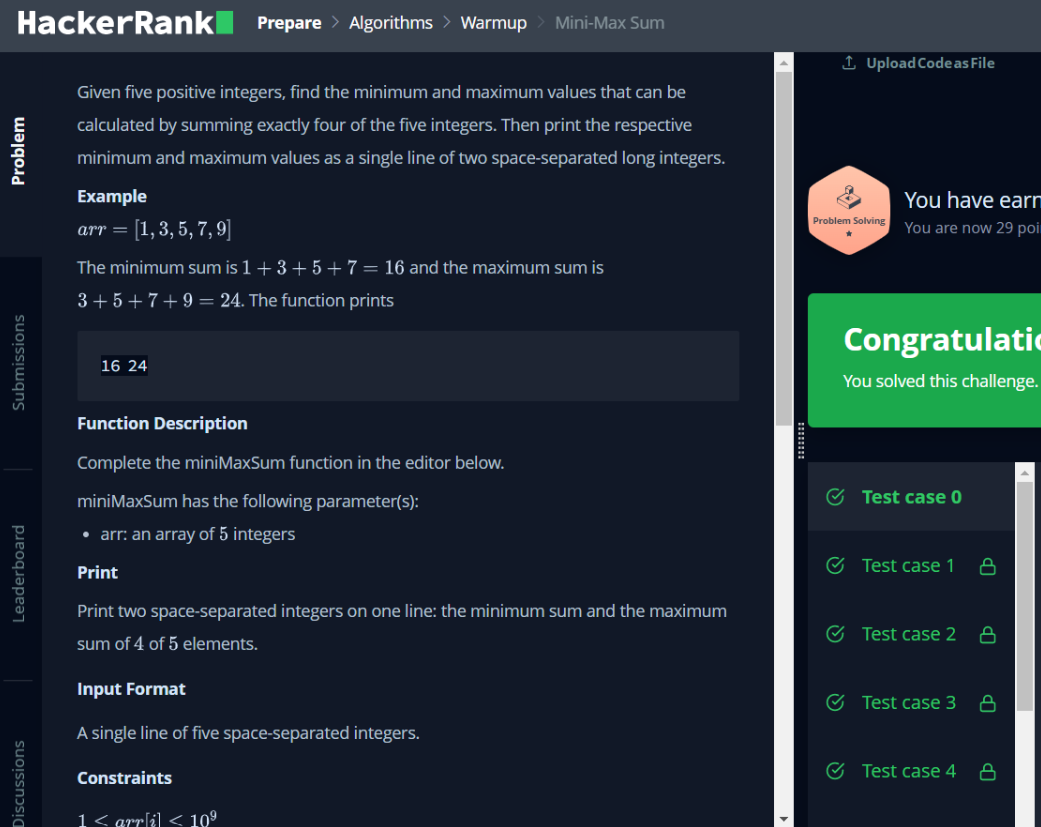 HackerRank Prepare > Algorithms > Warmup > Mini-Max Sum
Problem
Submissions
Leaderboard
Discussions
Given five positive integers, find the minimum and maximum values that can be
calculated by summing exactly four of the five integers. Then print the respective
minimum and maximum values as a single line of two space-separated long integers.
Example
arr = [1, 3, 5, 7, 9]
The minimum sum is 1 + 3 + 5 + 7 = 16 and the maximum sum is
3 + 5 + 7 + 9 = 24. The function prints
16 24
Function Description
Complete the miniMaxSum function in the editor below.
miniMaxSum has the following parameter(s):
• arr: an array of 5 integers
Print
Print two space-separated integers on one line: the minimum sum and the maximum
sum of 4 of 5 elements.
Input Format
A single line of five space-separated integers.
Constraints
1 ≤ arr[i] ≤ 10⁹
Upload Code as File
Problem Solving
You have earn
You are now 29 poi
Congratulatio
You solved this challenge.
Test case 0
Test case 1
Test case 2
Test case 3
Test case 4